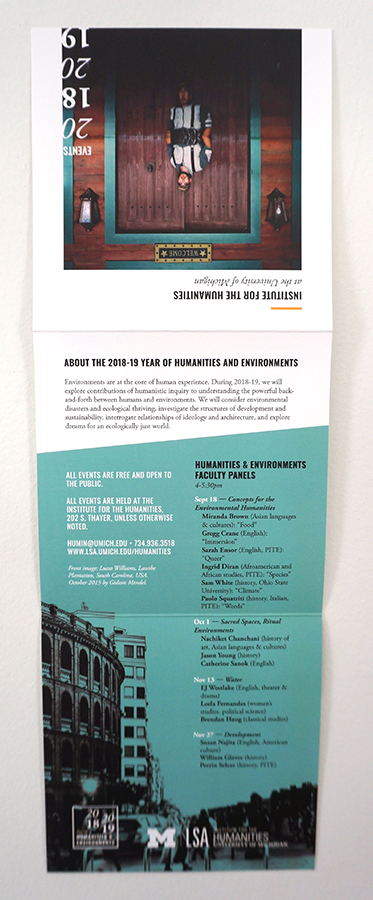 EVENTS
2018
2019
WELCOME
INSTITUTE FOR THE HUMANITIES
at the University of Michigan
ABOUT THE 2018-19 YEAR OF HUMANITIES AND ENVIRONMENTS
Environments are at the core of human experience. During 2018-19, we will
explore contributions of humanistic inquiry to understanding the powerful back-
and-forth between humans and environments. We will consider environmental
disasters and ecological thriving, investigate the structures of development and
sustainability, interrogate relationships of ideology and architecture, and explore
dreams for an ecologically just world.
ALL EVENTS ARE FREE AND OPEN TO
THE PUBLIC.
ALL EVENTS ARE HELD AT THE
INSTITUTE FOR THE HUMANITIES,
202 S. THAYER, UNLESS OTHERWISE
NOTED.
HUMIN@UMICH.EDU • 734.936.3518
WWW.LSA.UMICH.EDU/HUMANITIES
Front image: Lucas Williams, Lawshe
Plantation, South Carolina, USA.
October 2015 by Gideon Mendel.
HUMANITIES & ENVIRONMENTS
FACULTY PANELS
4-5:30pm
Sept 18 — Concepts for the
Environmental Humanities
Miranda Brown (Asian languages
& cultures): "Food"
Gregg Crane (English):
"Immersion"
Sarah Ensor (English, PITE):
"Queer"
Ingrid Diran (Afroamerican and
African studies, PITE): "Species"
Sam White (history, Ohio State
University): "Climate"
Paolo Squatriti (history, Italian,
PITE): "Weeds"
Oct 1 — Sacred Spaces, Ritual
Environments
Nachiket Chanchani (history of
art, Asian languages & cultures)
Jason Young (history)
Catherine Sanok (English)
Nov 13 — Water
EJ Westlake (English, theater &
drama)
Leela Fernandes (women's
studies, political science)
Brendan Haug (classical studies)
Nov 27 — Development
Susan Najita (English, American
culture)
William Glover (history)
Perrin Selcer (history, PITE)
20 20
18 19
HUMANITIES &
ENVIRONMENTS
M LSA INSTITUTE FOR THE
HUMANITIES
UNIVERSITY OF MICHIGAN